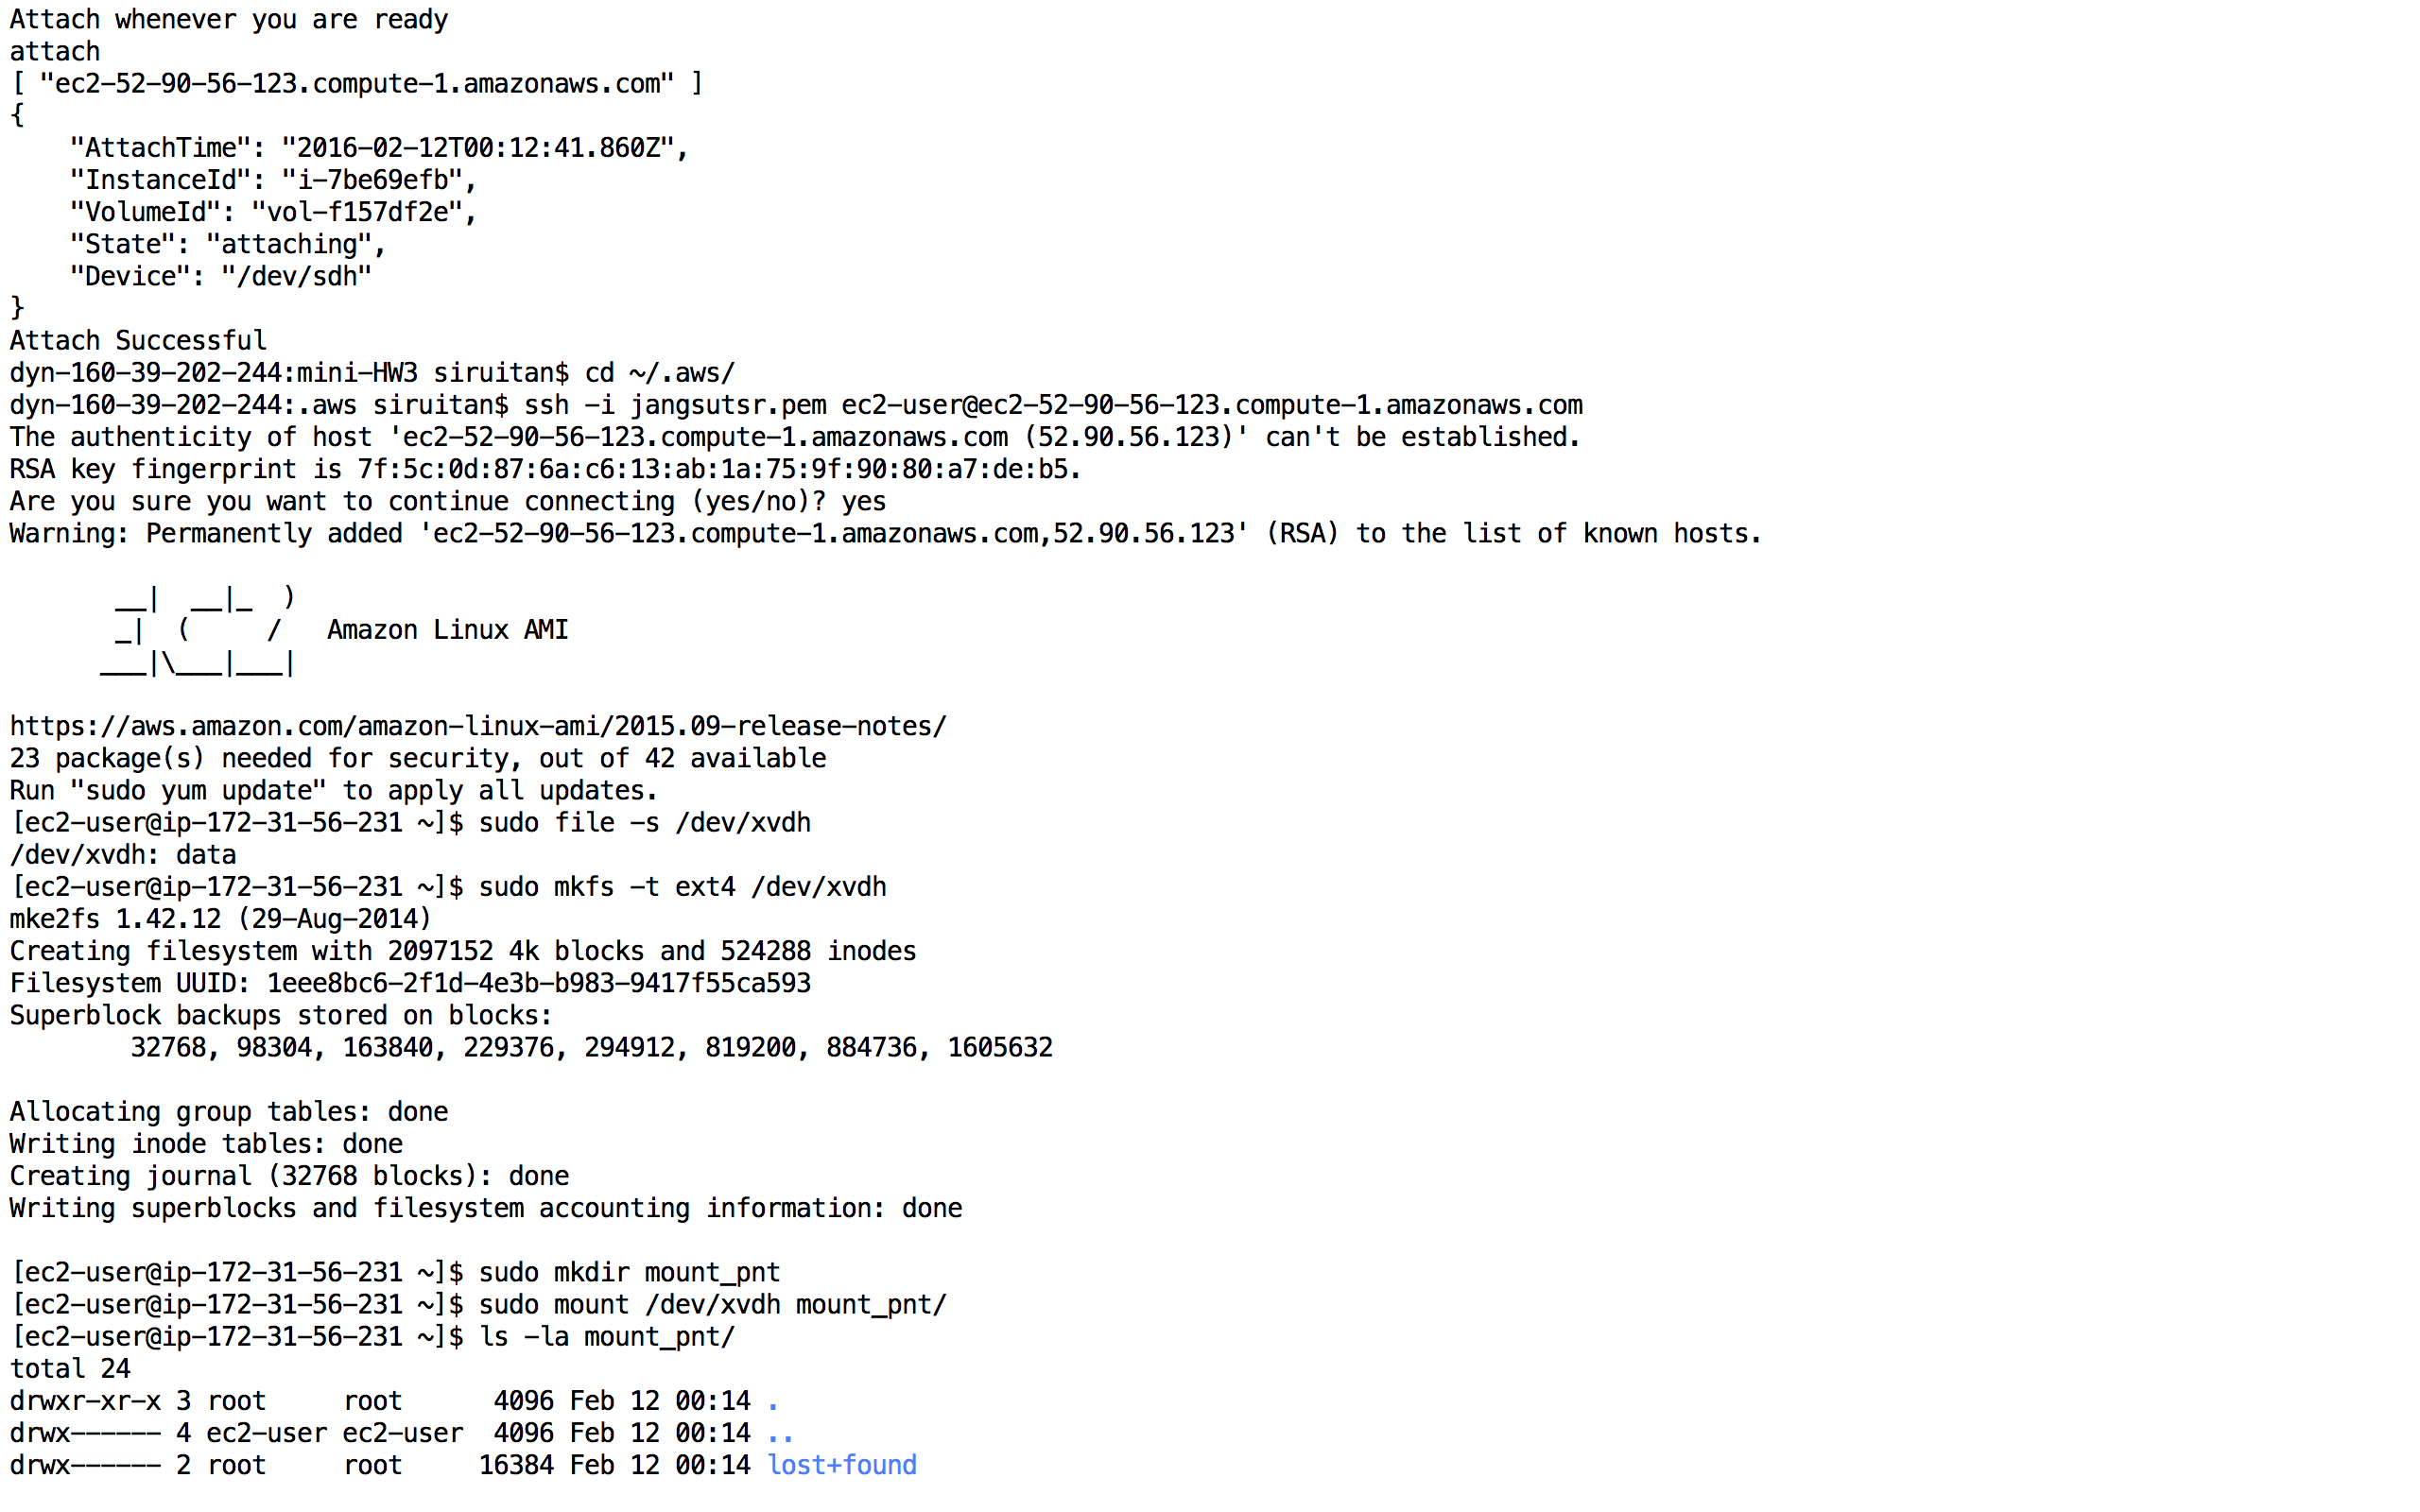 Attach whenever you are ready
attach
[ "ec2-52-90-56-123.compute-1.amazonaws.com" ]
{
    "AttachTime": "2016-02-12T00:12:41.860Z",
    "InstanceId": "i-7be69efb",
    "VolumeId": "vol-f157df2e",
    "State": "attaching",
    "Device": "/dev/sdh"
}
Attach Successful
dyn-160-39-202-244:mini-HW3 siruitan$ cd ~/.aws/
dyn-160-39-202-244:.aws siruitan$ ssh -i jangsutsr.pem ec2-user@ec2-52-90-56-123.compute-1.amazonaws.com
The authenticity of host 'ec2-52-90-56-123.compute-1.amazonaws.com (52.90.56.123)' can't be established.
RSA key fingerprint is 7f:5c:0d:87:6a:c6:13:ab:1a:75:9f:90:80:a7:de:b5.
Are you sure you want to continue connecting (yes/no)? yes
Warning: Permanently added 'ec2-52-90-56-123.compute-1.amazonaws.com,52.90.56.123' (RSA) to the list of known hosts.

       __|  __|_  )
       _|  (     /   Amazon Linux AMI
      ___|\___|___|

https://aws.amazon.com/amazon-linux-ami/2015.09-release-notes/
23 package(s) needed for security, out of 42 available
Run "sudo yum update" to apply all updates.
[ec2-user@ip-172-31-56-231 ~]$ sudo file -s /dev/xvdh
/dev/xvdh: data
[ec2-user@ip-172-31-56-231 ~]$ sudo mkfs -t ext4 /dev/xvdh
mke2fs 1.42.12 (29-Aug-2014)
Creating filesystem with 2097152 4k blocks and 524288 inodes
Filesystem UUID: 1eee8bc6-2f1d-4e3b-b983-9417f55ca593
Superblock backups stored on blocks:
        32768, 98304, 163840, 229376, 294912, 819200, 884736, 1605632

Allocating group tables: done
Writing inode tables: done
Creating journal (32768 blocks): done
Writing superblocks and filesystem accounting information: done

[ec2-user@ip-172-31-56-231 ~]$ sudo mkdir mount_pnt
[ec2-user@ip-172-31-56-231 ~]$ sudo mount /dev/xvdh mount_pnt/
[ec2-user@ip-172-31-56-231 ~]$ ls -la mount_pnt/
total 24
drwxr-xr-x 3 root     root      4096 Feb 12 00:14 .
drwx------ 4 ec2-user ec2-user  4096 Feb 12 00:14 ..
drwx------ 2 root     root     16384 Feb 12 00:14 lost+found